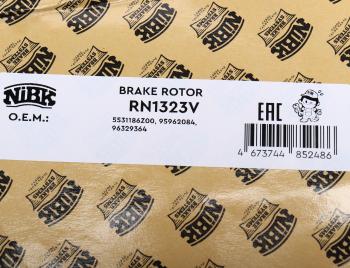 NiBK
BRAKE ROTOR
RN1323V
O.E.M.:
5531186Z00, 95962084,
96329364
EAC
4 673744 852486